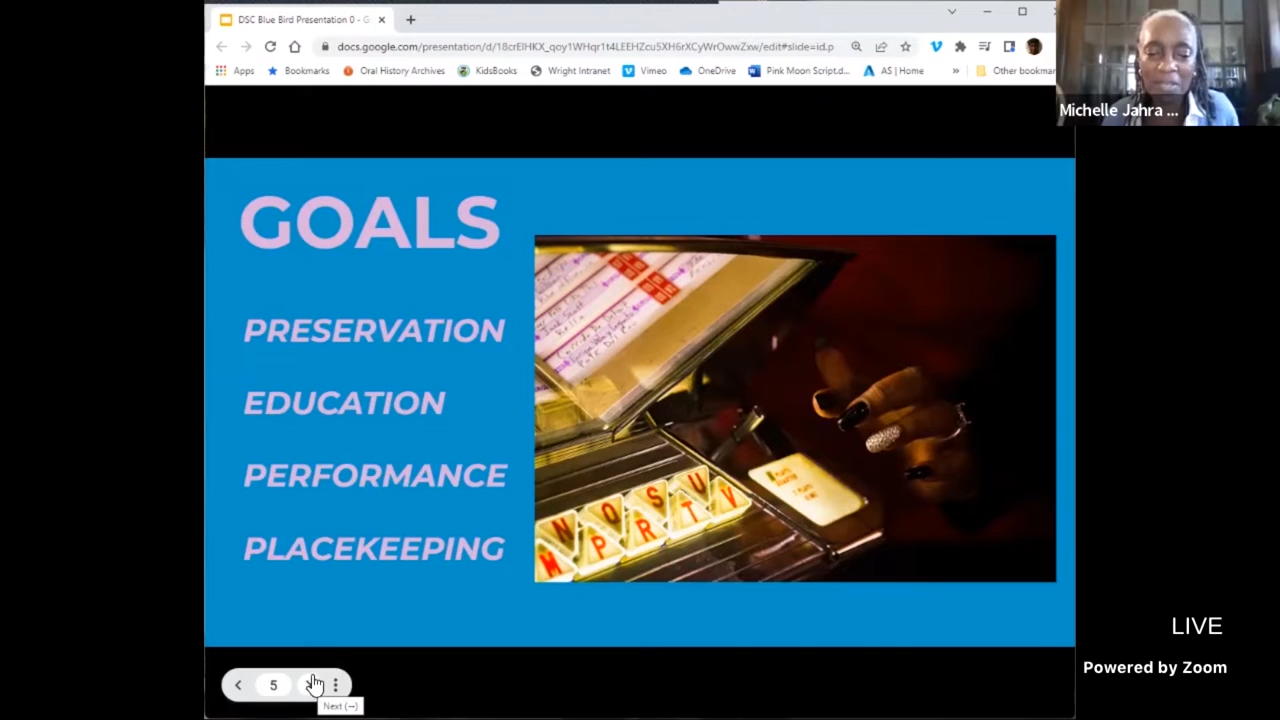 DSC Blue Bird Presentation 0 - G
docs.google.com/presentation/d/18crEIHKX_qoy1WHqr1t4LEEHZcu5XH6rXCyWrOwwZxw/edit#slide=id.p
Apps Bookmarks Oral History Archives KidsBooks Wright Intranet Vimeo OneDrive Pink Moon Script.d... AS | Home » Other bookmar
Michelle Jahra ...
GOALS
PRESERVATION
EDUCATION
PERFORMANCE
PLACEKEEPING
N O S U
M P R T V
LIVE
Powered by Zoom
5
Next (→)